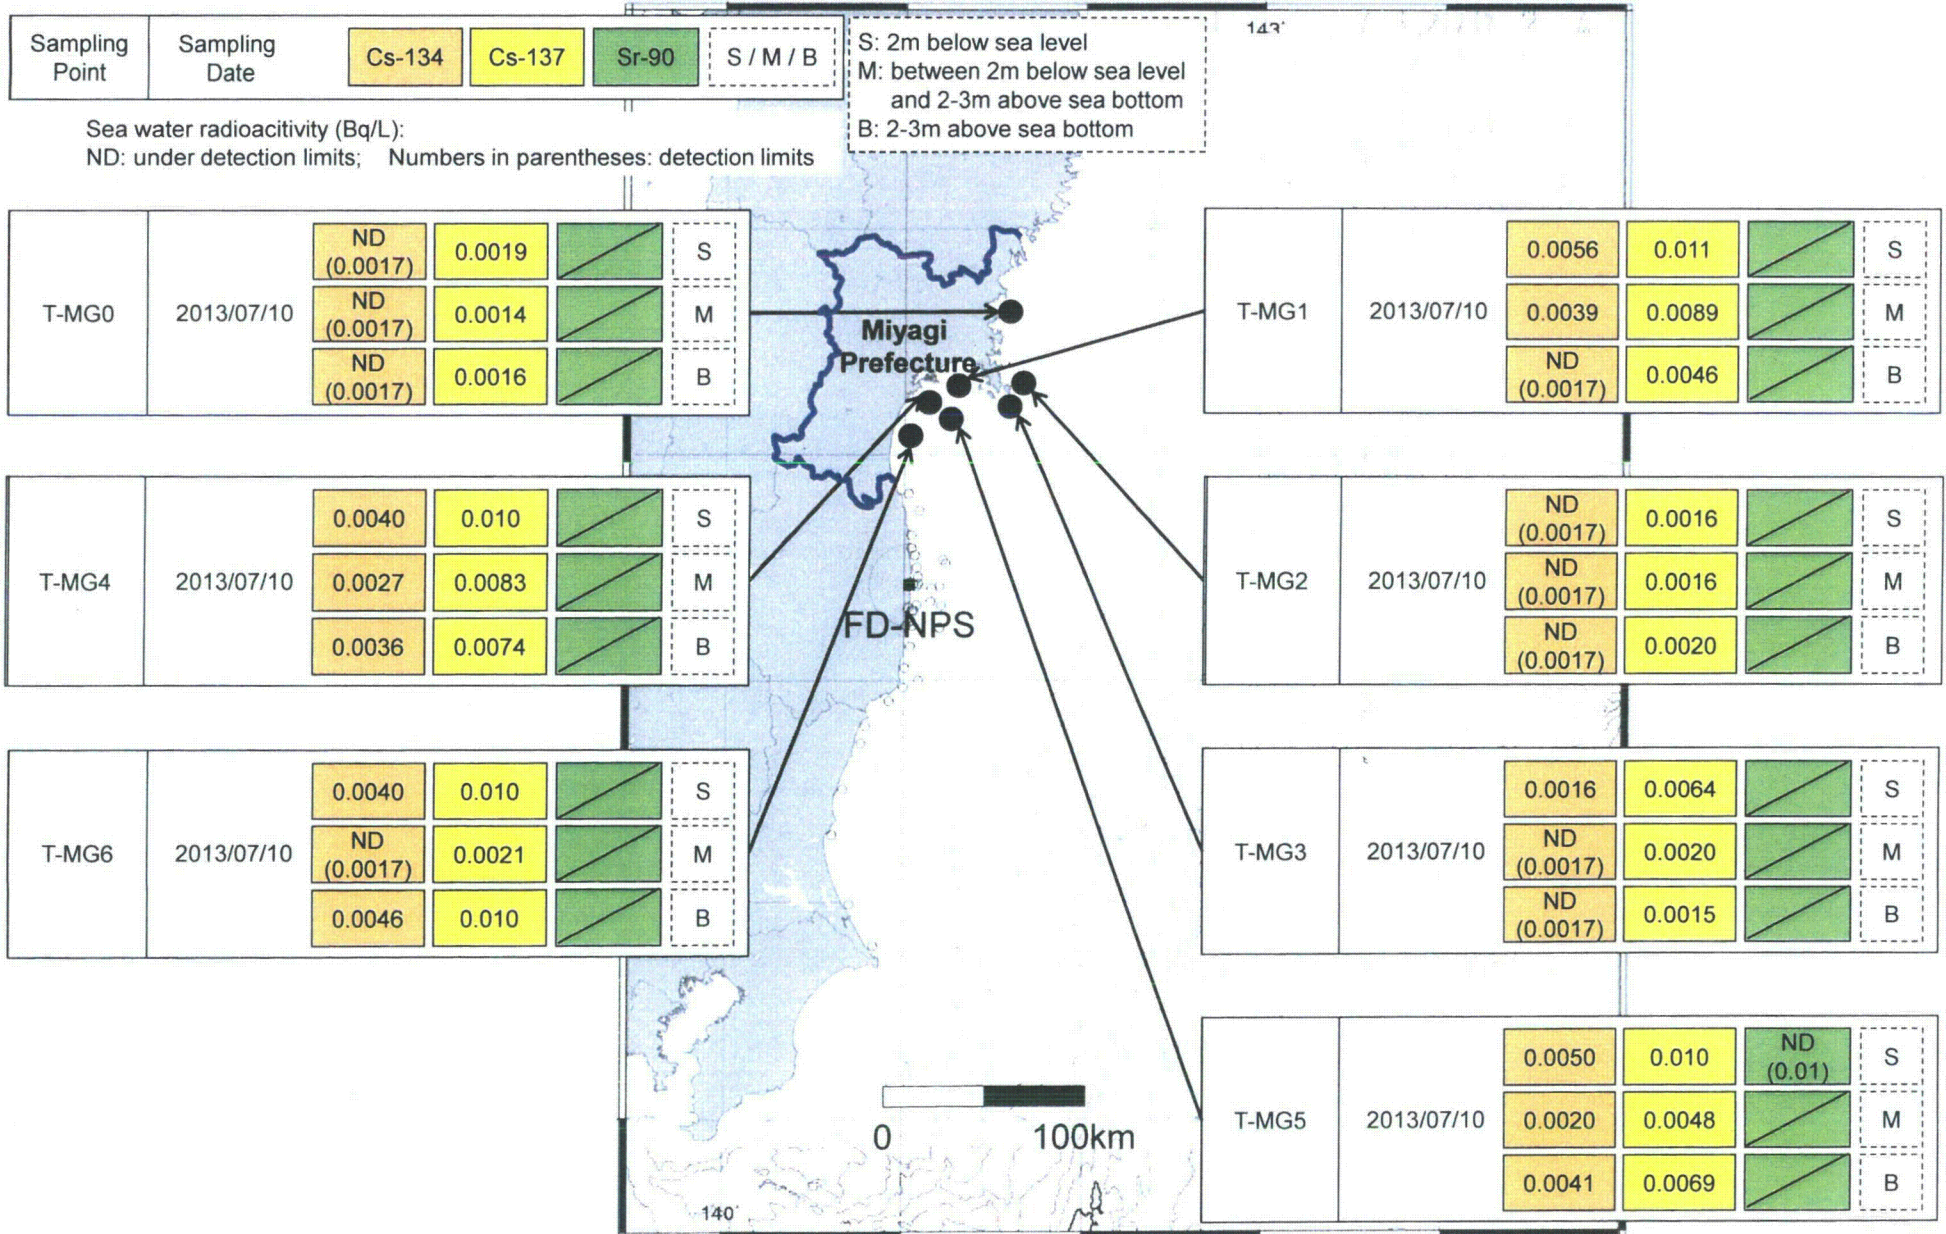 Sampling Point
Sampling Date
Cs-134
Cs-137
Sr-90
S / M / B
S: 2m below sea level
M: between 2m below sea level
and 2-3m above sea bottom
B: 2-3m above sea bottom
Sea water radioacitivity (Bq/L):
ND: under detection limits; Numbers in parentheses: detection limits
143°
T-MG0
2013/07/10
ND (0.0017) 0.0019 S
ND (0.0017) 0.0014 M
ND (0.0017) 0.0016 B
T-MG1
2013/07/10
0.0056 0.011 S
0.0039 0.0089 M
ND (0.0017) 0.0046 B
Miyagi
Prefecture
T-MG4
2013/07/10
0.0040 0.010 S
0.0027 0.0083 M
0.0036 0.0074 B
T-MG2
2013/07/10
ND (0.0017) 0.0016 S
ND (0.0017) 0.0016 M
ND (0.0017) 0.0020 B
FD-NPS
T-MG6
2013/07/10
0.0040 0.010 S
ND (0.0017) 0.0021 M
0.0046 0.010 B
T-MG3
2013/07/10
0.0016 0.0064 S
ND (0.0017) 0.0020 M
ND (0.0017) 0.0015 B
T-MG5
2013/07/10
0.0050 0.010 ND (0.01) S
0.0020 0.0048 M
0.0041 0.0069 B
0 100km
140°